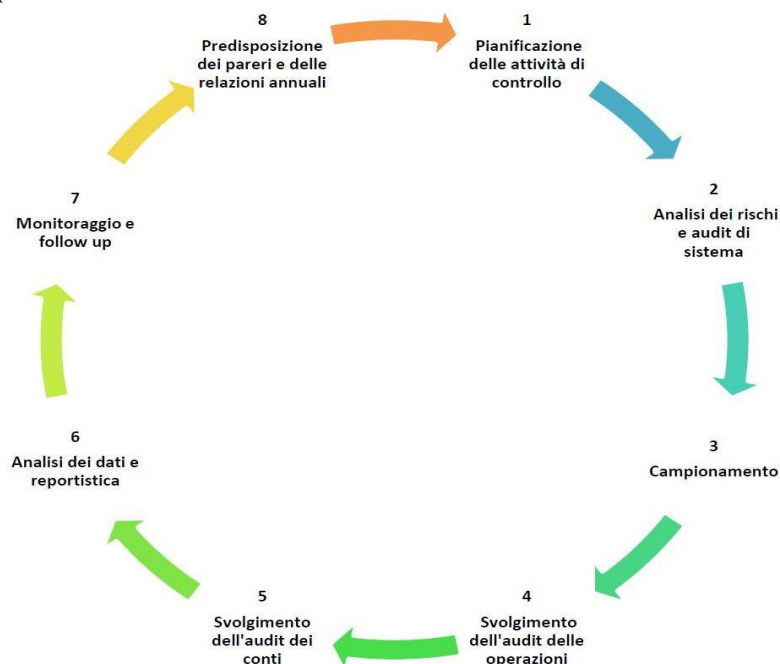 8
Predisposizione
dei pareri e delle
relazioni annuali
1
Pianificazione
delle attività di
controllo
2
Analisi dei rischi
e audit di
sistema
3
Campionamento
4
Svolgimento
dell'audit delle
operazioni
5
Svolgimento
dell'audit dei
conti
6
Analisi dei dati e
reportistica
7
Monitoraggio e
follow up